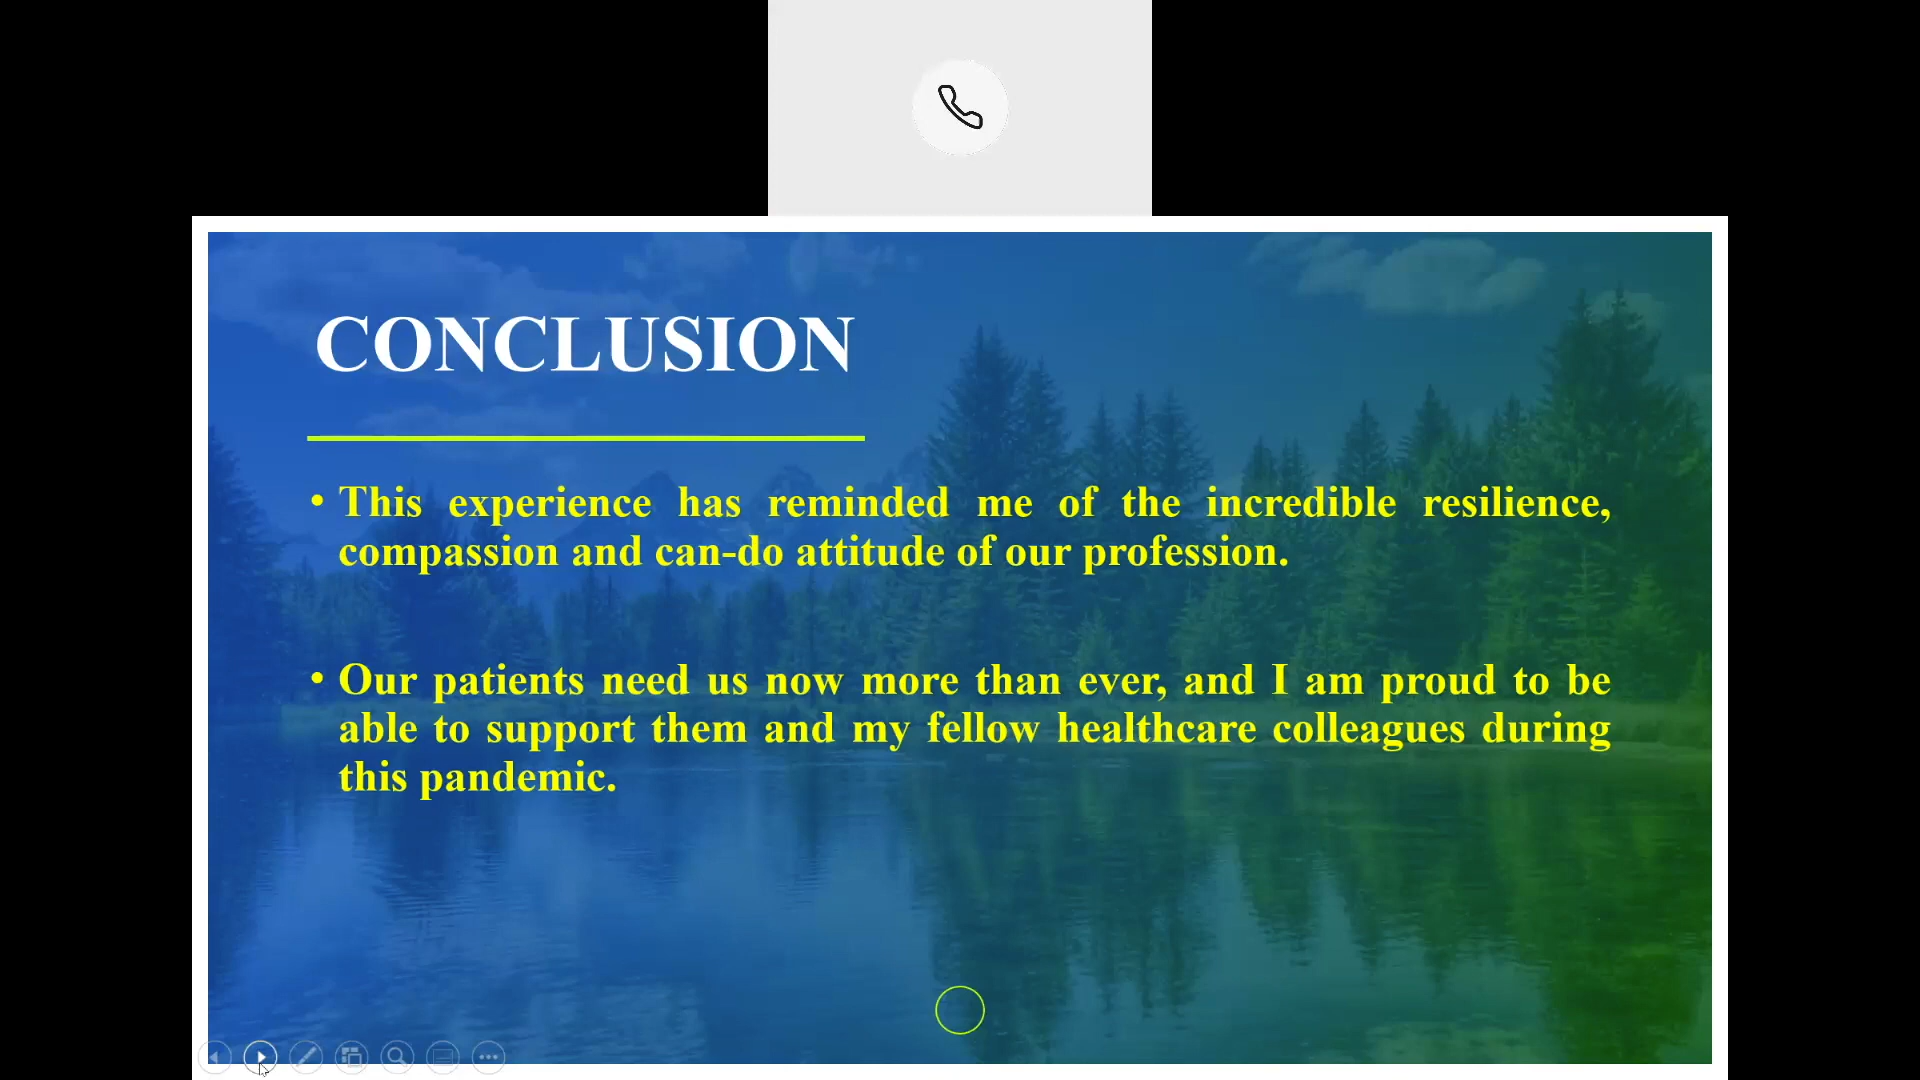 CONCLUSION
• This experience has reminded me of the incredible resilience,
compassion and can-do attitude of our profession.
• Our patients need us now more than ever, and I am proud to be
able to support them and my fellow healthcare colleagues during
this pandemic.